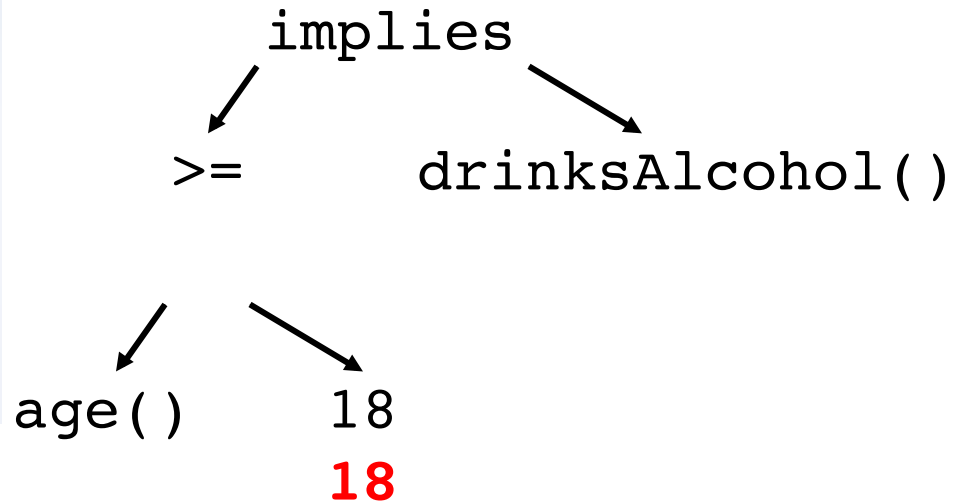 implies
>= drinksAlcohol()
age() 18
18